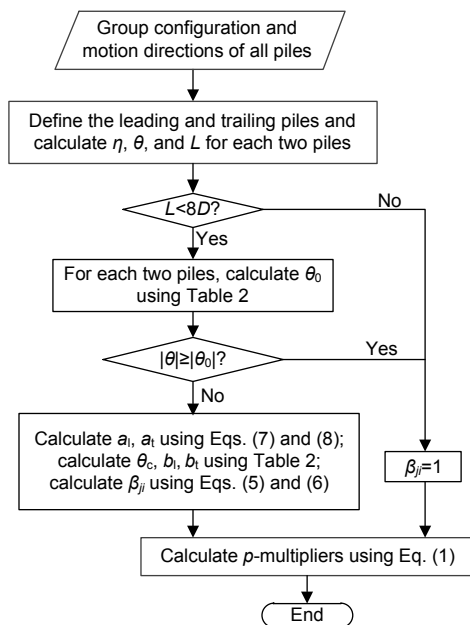 Group configuration and
motion directions of all piles
Define the leading and trailing piles and
calculate η, θ, and L for each two piles
L<8D?
No
Yes
For each two piles, calculate θ₀
using Table 2
|θ|≥|θ₀|?
Yes
No
Calculate aₗ, aₜ using Eqs. (7) and (8);
calculate θ_c, bₗ, bₜ using Table 2;
calculate βⱼᵢ using Eqs. (5) and (6)
βⱼᵢ=1
Calculate p-multipliers using Eq. (1)
End